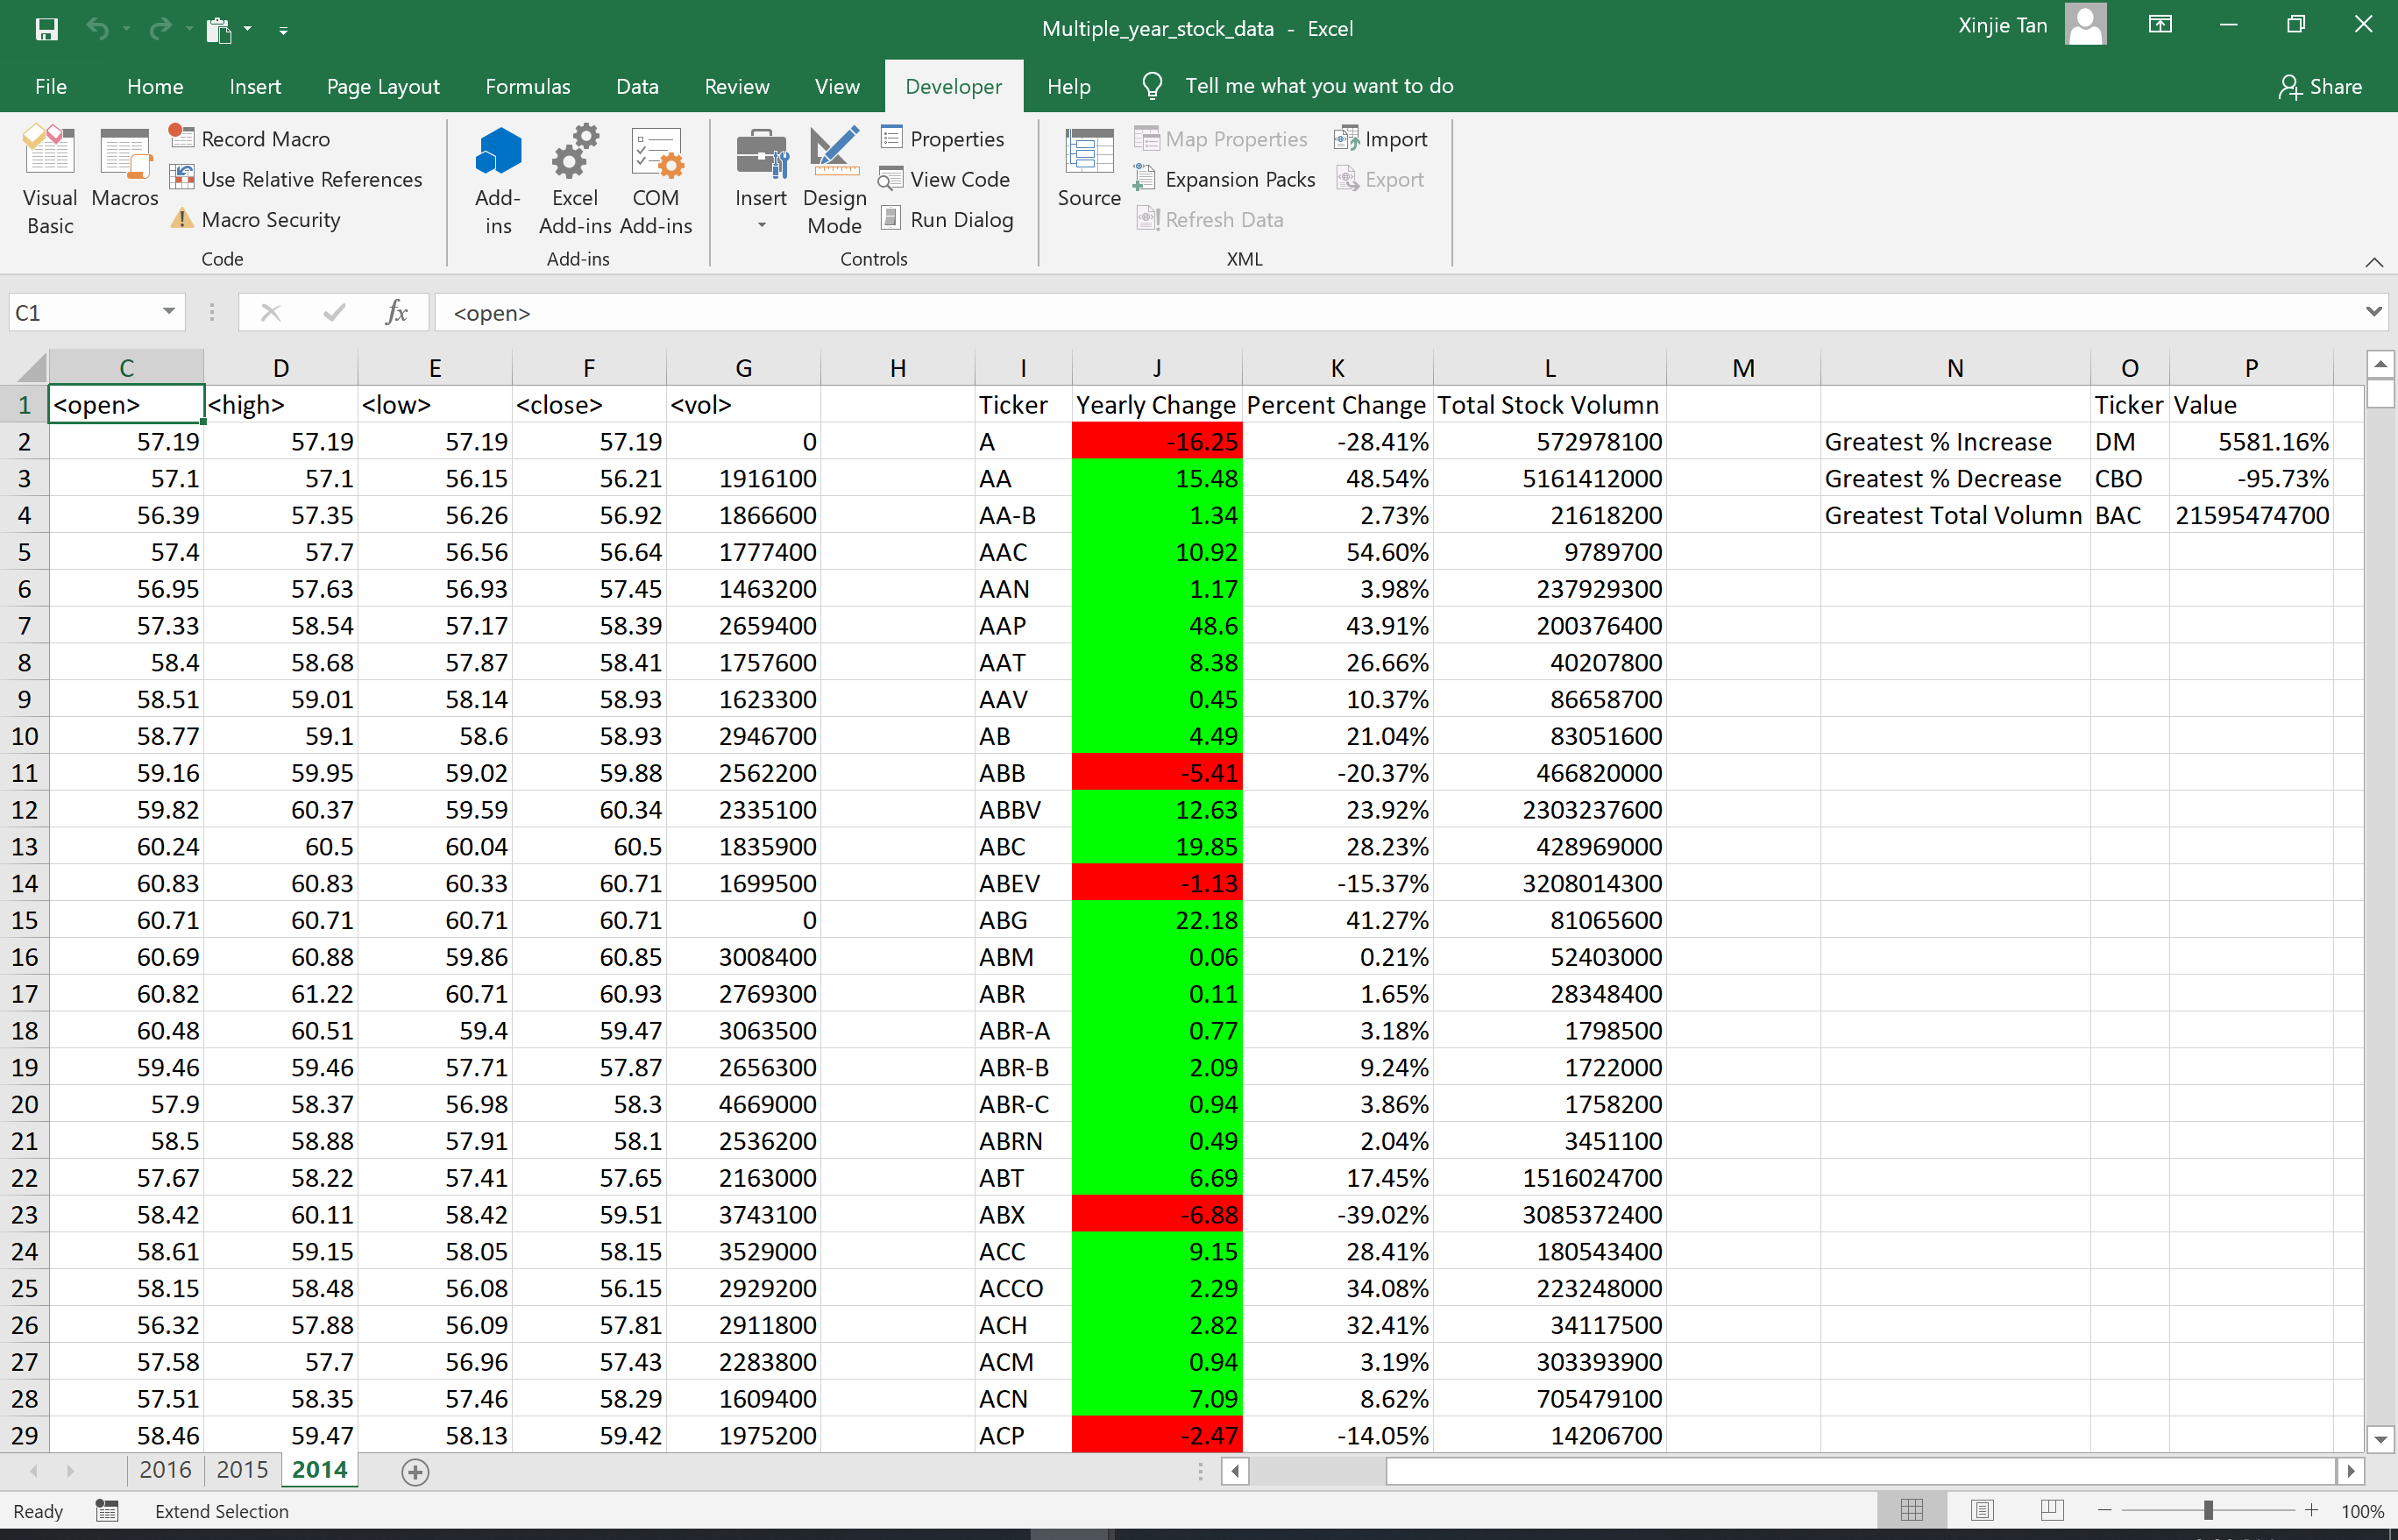 Multiple_year_stock_data - Excel
Xinjie Tan
File Home Insert Page Layout Formulas Data Review View Developer Help Tell me what you want to do Share
Visual Basic
Macros
Record Macro
Use Relative References
Macro Security
Code
Add-ins
Excel Add-ins
COM Add-ins
Add-ins
Insert
Design Mode
Properties
View Code
Run Dialog
Controls
Source
Map Properties
Expansion Packs
Refresh Data
Import
Export
XML
C1 fx <open>
C D E F G H I J K L M N O P
1 <open> <high> <low> <close> <vol> Ticker Yearly Change Percent Change Total Stock Volumn Ticker Value
2 57.19 57.19 57.19 57.19 0 A -16.25 -28.41% 572978100 Greatest % Increase DM 5581.16%
3 57.1 57.1 56.15 56.21 1916100 AA 15.48 48.54% 5161412000 Greatest % Decrease CBO -95.73%
4 56.39 57.35 56.26 56.92 1866600 AA-B 1.34 2.73% 21618200 Greatest Total Volumn BAC 21595474700
5 57.4 57.7 56.56 56.64 1777400 AAC 10.92 54.60% 9789700
6 56.95 57.63 56.93 57.45 1463200 AAN 1.17 3.98% 237929300
7 57.33 58.54 57.17 58.39 2659400 AAP 48.6 43.91% 200376400
8 58.4 58.68 57.87 58.41 1757600 AAT 8.38 26.66% 40207800
9 58.51 59.01 58.14 58.93 1623300 AAV 0.45 10.37% 86658700
10 58.77 59.1 58.6 58.93 2946700 AB 4.49 21.04% 83051600
11 59.16 59.95 59.02 59.88 2562200 ABB -5.41 -20.37% 466820000
12 59.82 60.37 59.59 60.34 2335100 ABBV 12.63 23.92% 2303237600
13 60.24 60.5 60.04 60.5 1835900 ABC 19.85 28.23% 428969000
14 60.83 60.83 60.33 60.71 1699500 ABEV -1.13 -15.37% 3208014300
15 60.71 60.71 60.71 60.71 0 ABG 22.18 41.27% 81065600
16 60.69 60.88 59.86 60.85 3008400 ABM 0.06 0.21% 52403000
17 60.82 61.22 60.71 60.93 2769300 ABR 0.11 1.65% 28348400
18 60.48 60.51 59.4 59.47 3063500 ABR-A 0.77 3.18% 1798500
19 59.46 59.46 57.71 57.87 2656300 ABR-B 2.09 9.24% 1722000
20 57.9 58.37 56.98 58.3 4669000 ABR-C 0.94 3.86% 1758200
21 58.5 58.88 57.91 58.1 2536200 ABRN 0.49 2.04% 3451100
22 57.67 58.22 57.41 57.65 2163000 ABT 6.69 17.45% 1516024700
23 58.42 60.11 58.42 59.51 3743100 ABX -6.88 -39.02% 3085372400
24 58.61 59.15 58.05 58.15 3529000 ACC 9.15 28.41% 180543400
25 58.15 58.48 56.08 56.15 2929200 ACCO 2.29 34.08% 223248000
26 56.32 57.88 56.09 57.81 2911800 ACH 2.82 32.41% 34117500
27 57.58 57.7 56.96 57.43 2283800 ACM 0.94 3.19% 303393900
28 57.51 58.35 57.46 58.29 1609400 ACN 7.09 8.62% 705479100
29 58.46 59.47 58.13 59.42 1975200 ACP -2.47 -14.05% 14206700
2016 2015 2014
Ready Extend Selection 100%